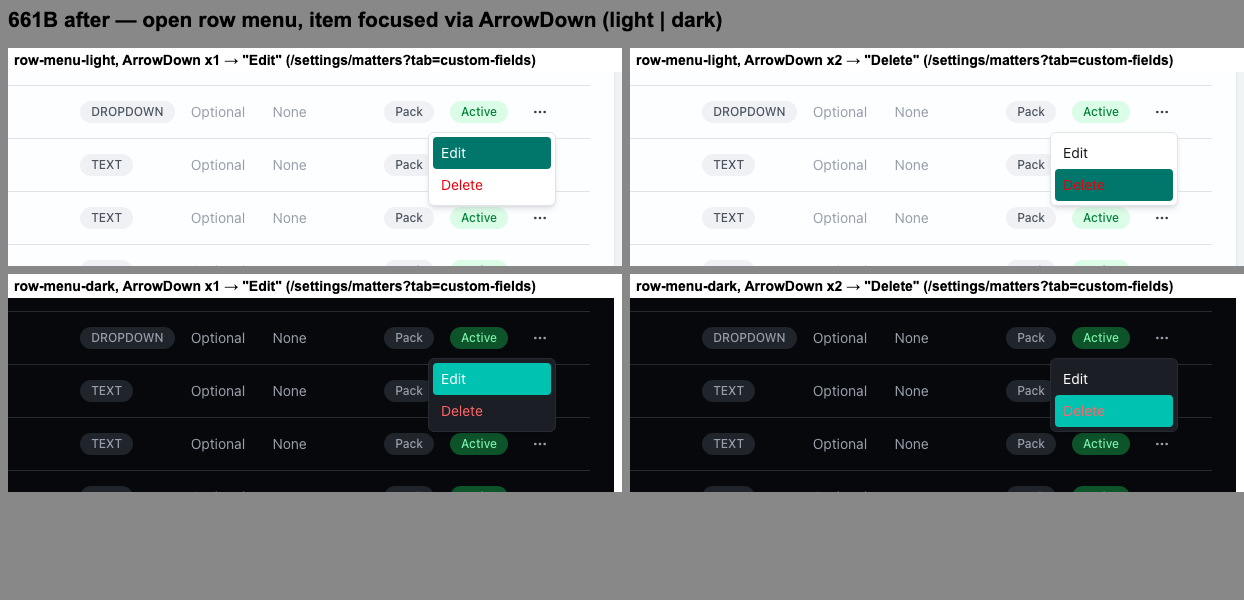 661B after — open row menu, item focused via ArrowDown (light | dark)
row-menu-light, ArrowDown x1 → "Edit" (/settings/matters?tab=custom-fields)
DROPDOWN Optional None Pack Active ···
Edit
TEXT Optional None Pack
Delete
TEXT Optional None Pack Active ···
row-menu-light, ArrowDown x2 → "Delete" (/settings/matters?tab=custom-fields)
DROPDOWN Optional None Pack Active ···
Edit
TEXT Optional None Pack
Delete
TEXT Optional None Pack Active ···
row-menu-dark, ArrowDown x1 → "Edit" (/settings/matters?tab=custom-fields)
DROPDOWN Optional None Pack Active ···
Edit
TEXT Optional None Pack
Delete
TEXT Optional None Pack Active ···
row-menu-dark, ArrowDown x2 → "Delete" (/settings/matters?tab=custom-fields)
DROPDOWN Optional None Pack Active ···
Edit
TEXT Optional None Pack
Delete
TEXT Optional None Pack Active ···